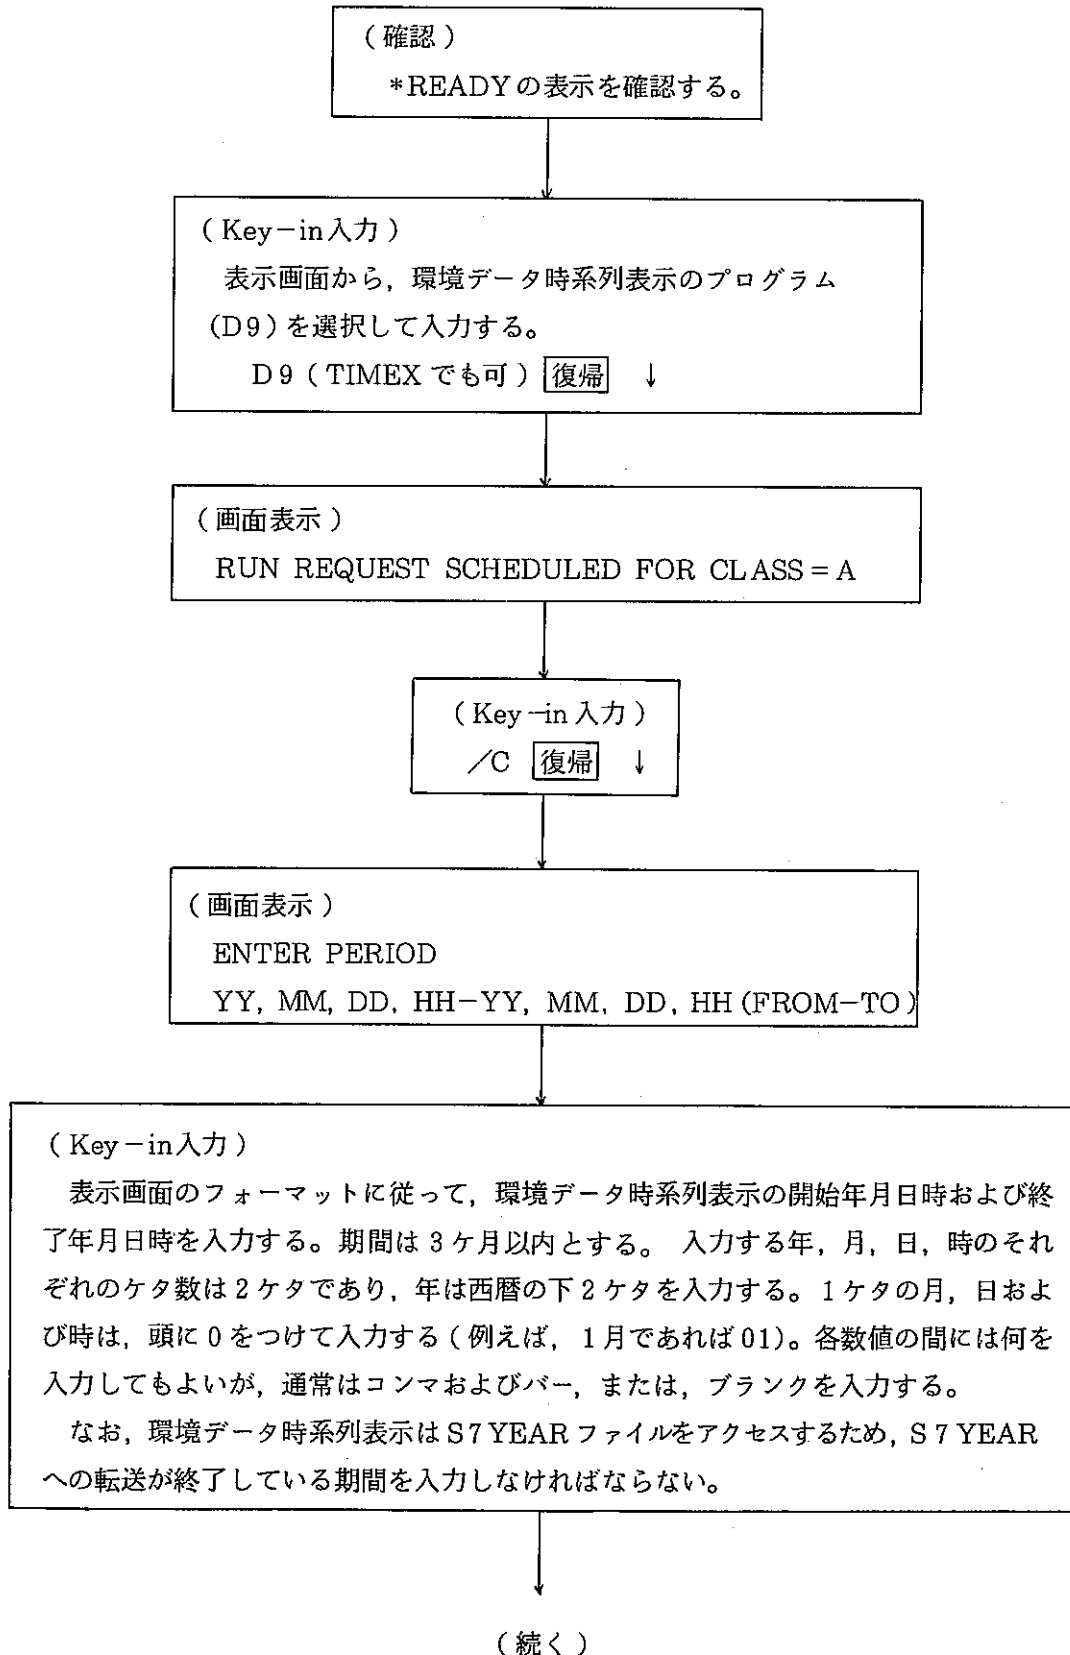 (確認)
*READYの表示を確認する。
(Key-in入力)
表示画面から,環境データ時系列表示のプログラム
(D9)を選択して入力する。
D9(TIMEXでも可) 復帰 ↓
(画面表示)
RUN REQUEST SCHEDULED FOR CLASS=A
(Key-in入力)
/C 復帰 ↓
(画面表示)
ENTER PERIOD
YY, MM, DD, HH-YY, MM, DD, HH (FROM-TO)
(Key-in入力)
表示画面のフォーマットに従って,環境データ時系列表示の開始年月日時および終
了年月日時を入力する。期間は3ケ月以内とする。 入力する年,月,日,時のそれ
ぞれのケタ数は2ケタであり,年は西暦の下2ケタを入力する。1ケタの月,日およ
び時は,頭に0をつけて入力する(例えば,1月であれば01)。各数値の間には何を
入力してもよいが,通常はコンマおよびバー,または,ブランクを入力する。
なお,環境データ時系列表示はS7YEARファイルをアクセスするため,S7YEAR
への転送が終了している期間を入力しなければならない。
(続く)